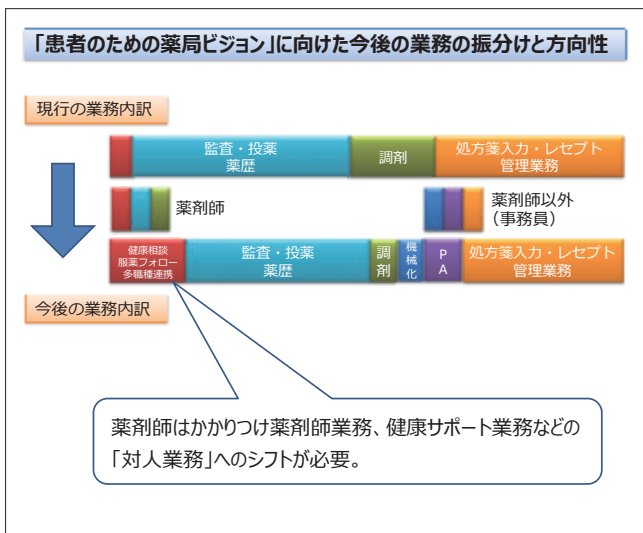 「患者のための薬局ビジョン」に向けた今後の業務の振分けと方向性
現行の業務内訳
監査・投薬
薬歴
調剤
処方箋入力・レセプト
管理業務
薬剤師
薬剤師以外
(事務員)
健康相談
服薬フォロー
多職種連携
監査・投薬
薬歴
調
剤
機
械
化
P
A
処方箋入力・レセプト
管理業務
今後の業務内訳
薬剤師はかかりつけ薬剤師業務、健康サポート業務などの
「対人業務」へのシフトが必要。